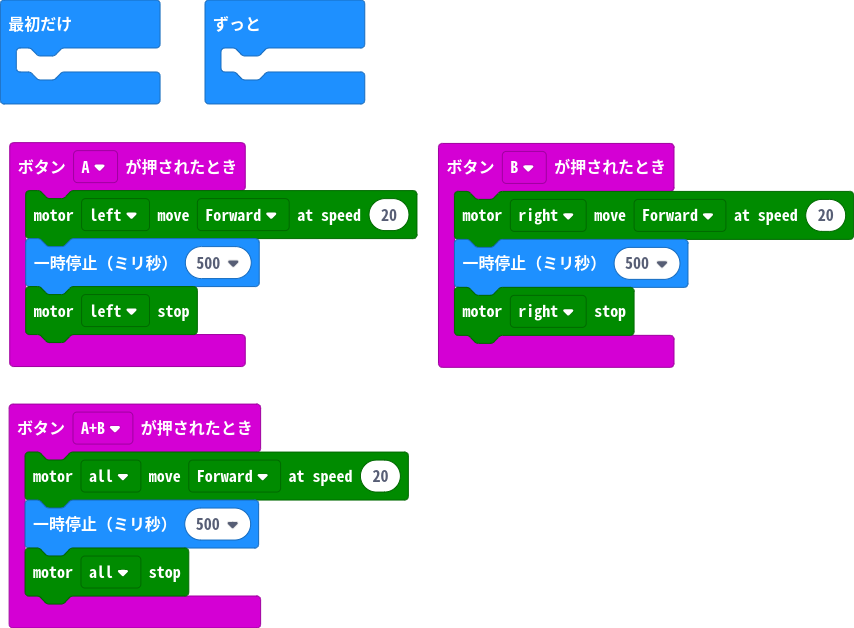 最初だけ
ずっと
ボタン A が押されたとき
motor left move Forward at speed 20
一時停止（ミリ秒） 500
motor left stop
ボタン B が押されたとき
motor right move Forward at speed 20
一時停止（ミリ秒） 500
motor right stop
ボタン A+B が押されたとき
motor all move Forward at speed 20
一時停止（ミリ秒） 500
motor all stop